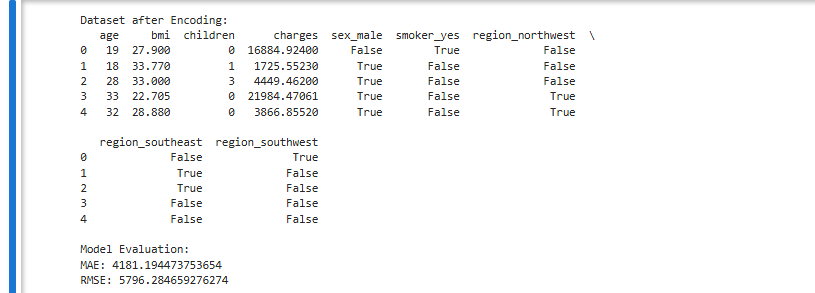 Dataset after Encoding:
   age     bmi  children      charges  sex_male  smoker_yes  region_northwest  \
0   19  27.900         0  16884.92400     False        True             False
1   18  33.770         1   1725.55230      True       False             False
2   28  33.000         3   4449.46200      True       False             False
3   33  22.705         0  21984.47061      True       False              True
4   32  28.880         0   3866.85520      True       False              True
   region_southeast  region_southwest
0             False              True
1              True             False
2              True             False
3             False             False
4             False             False
Model Evaluation:
MAE: 4181.194473753654
RMSE: 5796.284659276274